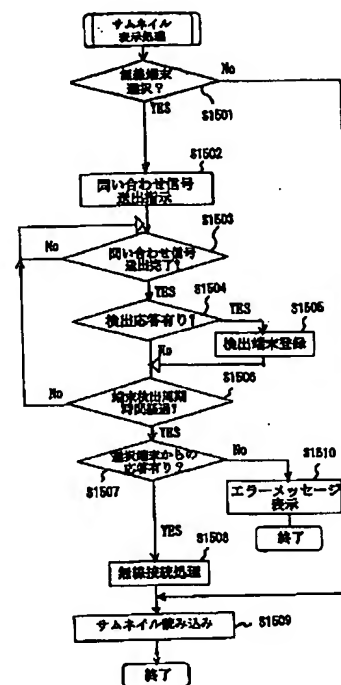 サムネイル
表示処理
無線端末
選択？
No
S1501
YES
S1502
問い合わせ信号
送出指示
S1503
No
問い合わせ信号
送出完了？
YES
S1504
検出応答有り？
YES
S1505
検出端末登録
No
S1506
No
端末検出周期
時間経過？
YES
選択端末からの
応答有り？
No
S1507
S1510
エラーメッセージ
表示
終了
YES
S1508
無線接続処理
サムネイル読み込み
S1509
終了